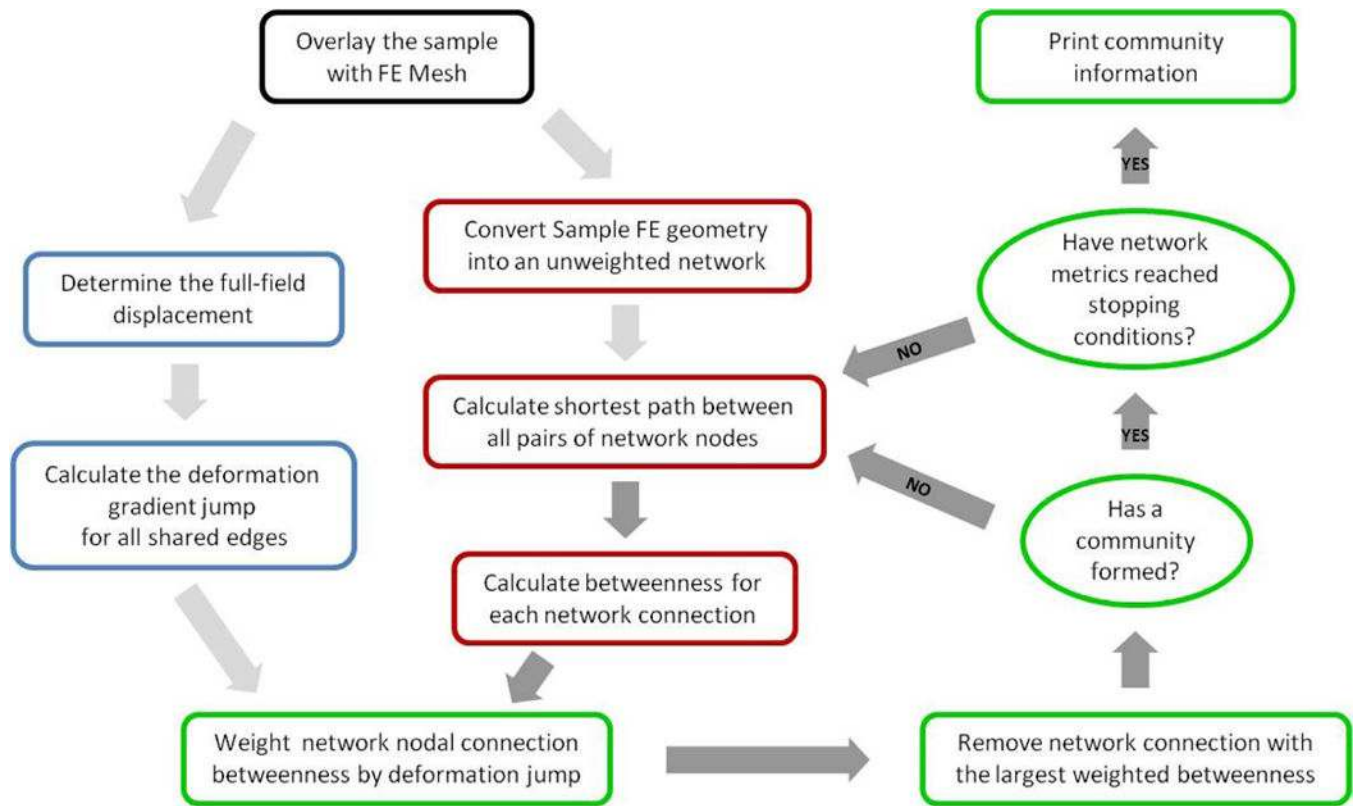 Overlay the sample
with FE Mesh
Print community
information
YES
Convert Sample FE geometry
into an unweighted network
Have network
metrics reached
stopping
conditions?
Determine the full-field
displacement
NO
Calculate shortest path between
all pairs of network nodes
YES
Calculate the deformation
gradient jump
for all shared edges
NO
Has a
community
formed?
Calculate betweenness for
each network connection
Weight network nodal connection
betweenness by deformation jump
Remove network connection with
the largest weighted betweenness